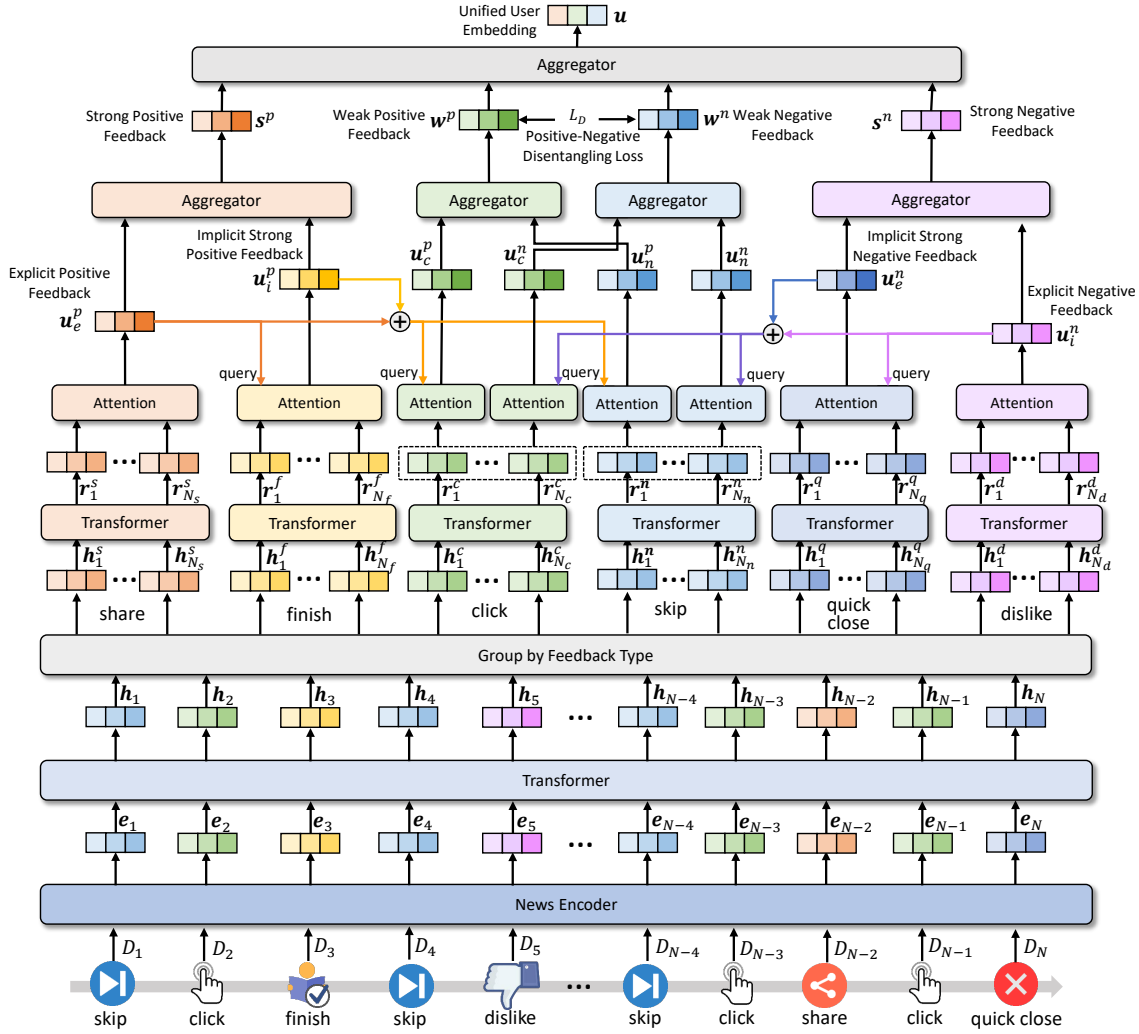 Unified User
Embedding
u
Aggregator
Strong Positive
Feedback
s^p
Weak Positive
Feedback
w^p
L_D
Positive-Negative
Disentangling Loss
w^n
Weak Negative
Feedback
s^n
Strong Negative
Feedback
Aggregator
Aggregator
Aggregator
Aggregator
Explicit Positive
Feedback
u_e^p
Implicit Strong
Positive Feedback
u_i^p
u_c^p
u_c^n
u_n^p
u_n^n
Implicit Strong
Negative Feedback
u_e^n
Explicit Negative
Feedback
u_i^n
+
+
query
query
query
query
query
query
Attention
Attention
Attention
Attention
Attention
Attention
Attention
Attention
... ... ... ... ... ...
r_1^s
r_{N_s}^s
r_1^f
r_{N_f}^f
r_1^c
r_{N_c}^c
r_1^n
r_{N_n}^n
r_1^q
r_{N_q}^q
r_1^d
r_{N_d}^d
Transformer
Transformer
Transformer
Transformer
Transformer
Transformer
h_1^s
h_{N_s}^s
h_1^f
h_{N_f}^f
h_1^c
h_{N_c}^c
h_1^n
h_{N_n}^n
h_1^q
h_{N_q}^q
h_1^d
h_{N_d}^d
... ... ... ... ... ...
share
finish
click
skip
quick
close
dislike
Group by Feedback Type
h_1 h_2 h_3 h_4 h_5 ... h_{N-4} h_{N-3} h_{N-2} h_{N-1} h_N
Transformer
e_1 e_2 e_3 e_4 e_5 ... e_{N-4} e_{N-3} e_{N-2} e_{N-1} e_N
News Encoder
D_1 D_2 D_3 D_4 D_5 D_{N-4} D_{N-3} D_{N-2} D_{N-1} D_N
...
skip click finish skip dislike skip click share click quick close